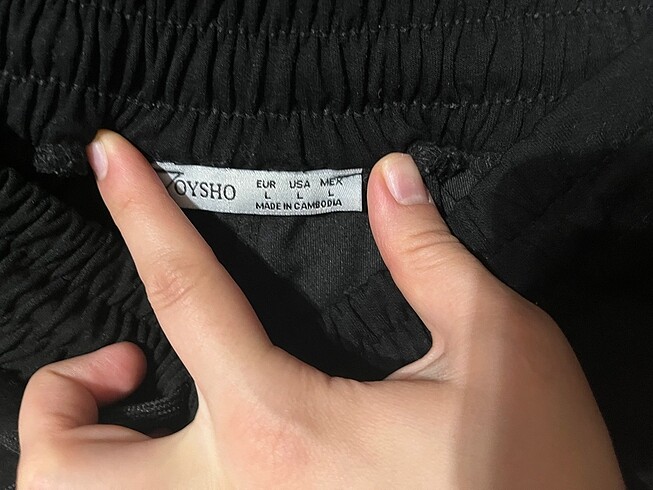 OYSHO
EUR USA MEX
L L L
MADE IN CAMBODIA